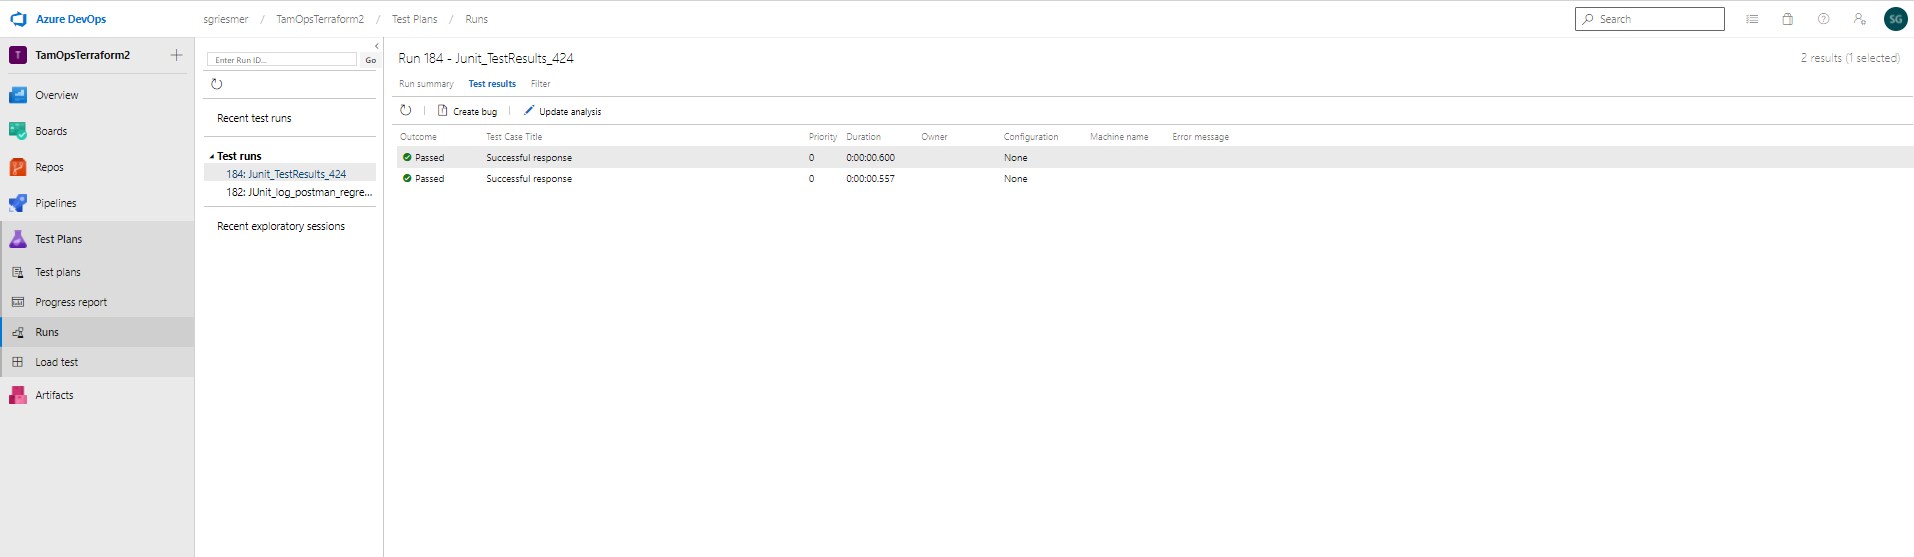 Azure DevOps
sgriesmer / TamOpsTerraform2 / Test Plans / Runs
Search
SG
T TamOpsTerraform2
Overview
Boards
Repos
Pipelines
Test Plans
Test plans
Progress report
Runs
Load test
Artifacts
Enter Run ID... Go
Recent test runs
Test runs
184: Junit_TestResults_424
182: JUnit_log_postman_regre...
Recent exploratory sessions
Run 184 - Junit_TestResults_424
2 results (1 selected)
Run summary Test results Filter
Create bug Update analysis
Outcome Test Case Title Priority Duration Owner Configuration Machine name Error message
Passed Successful response 0 0:00:00.600 None
Passed Successful response 0 0:00:00.557 None